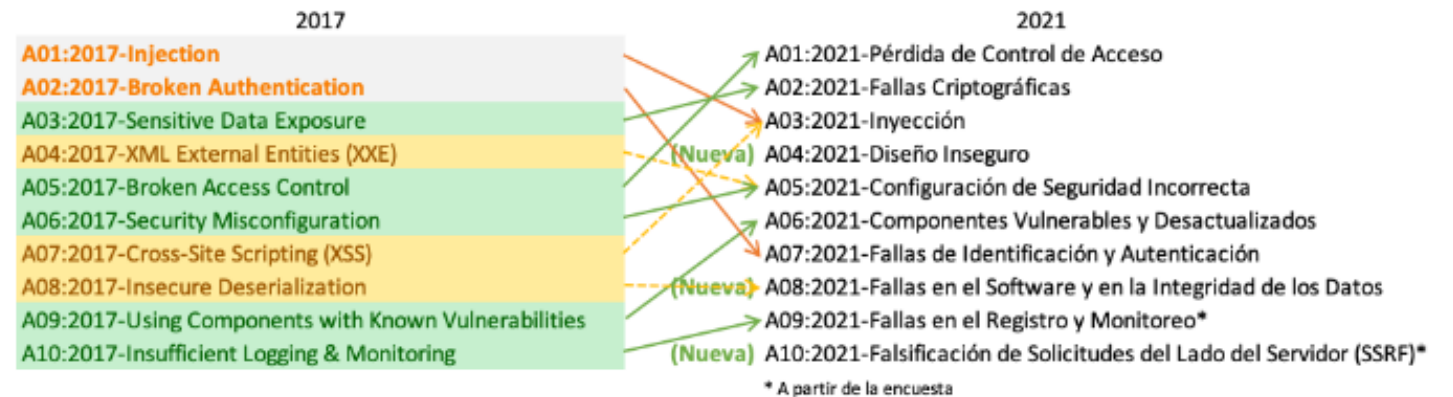 2017
2021
A01:2017-Injection
A01:2021-Pérdida de Control de Acceso
A02:2017-Broken Authentication
A02:2021-Fallas Criptográficas
A03:2017-Sensitive Data Exposure
A03:2021-Inyección
A04:2017-XML External Entities (XXE)
(Nueva) A04:2021-Diseño Inseguro
A05:2017-Broken Access Control
A05:2021-Configuración de Seguridad Incorrecta
A06:2017-Security Misconfiguration
A06:2021-Componentes Vulnerables y Desactualizados
A07:2017-Cross-Site Scripting (XSS)
A07:2021-Fallas de Identificación y Autenticación
A08:2017-Insecure Deserialization
(Nueva) A08:2021-Fallas en el Software y en la Integridad de los Datos
A09:2017-Using Components with Known Vulnerabilities
A09:2021-Fallas en el Registro y Monitoreo*
A10:2017-Insufficient Logging & Monitoring
(Nueva) A10:2021-Falsificación de Solicitudes del Lado del Servidor (SSRF)*
* A partir de la encuesta